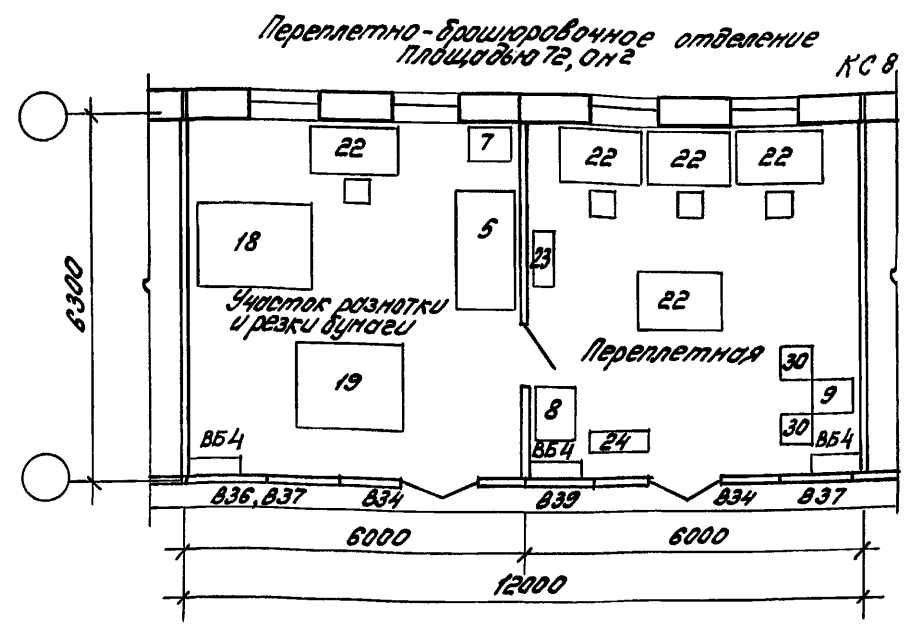 Переплетно-брошюровочное отделение
площадью 72,0м2
КС 8
22
7
22
22
22
18
5
23
6300
22
Участок размотки
и резки бумаги
Переплетная
19
30
9
8
30
24
ВБ4
ВБ4
ВБ4
В36, В37
В34
В39
В34
В37
6000
6000
12000